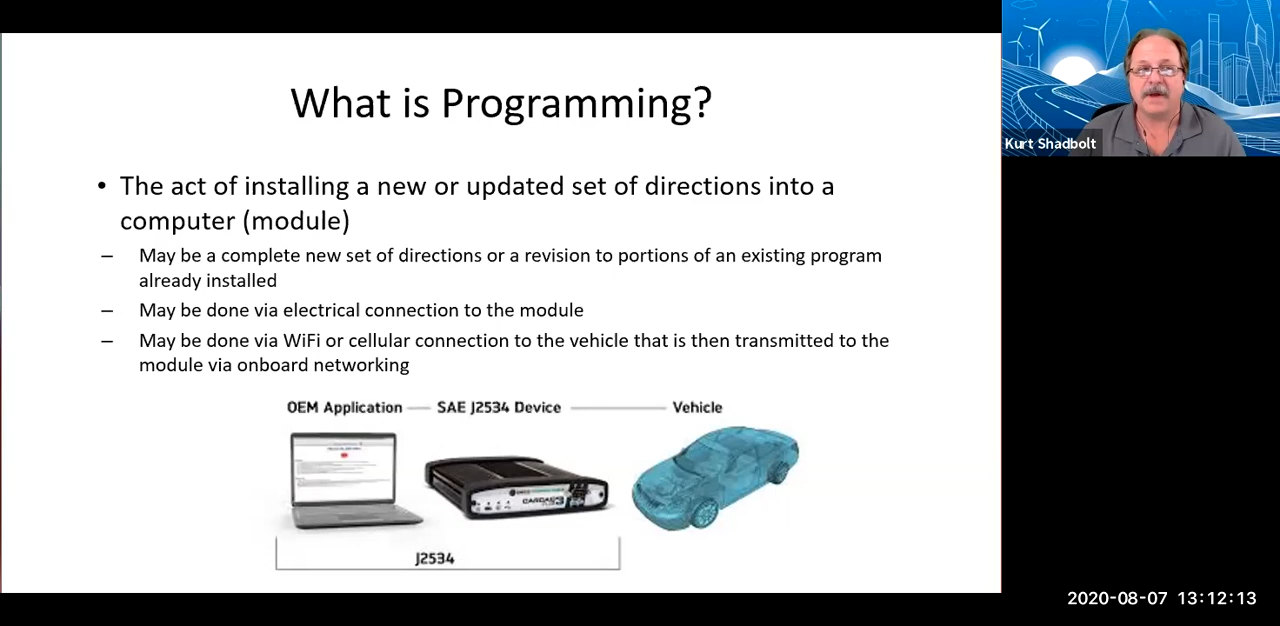 What is Programming?
• The act of installing a new or updated set of directions into a
computer (module)
– May be a complete new set of directions or a revision to portions of an existing program
already installed
– May be done via electrical connection to the module
– May be done via WiFi or cellular connection to the vehicle that is then transmitted to the
module via onboard networking
OEM Application — SAE J2534 Device — Vehicle
J2534
Kurt Shadbolt
2020-08-07 13:12:13